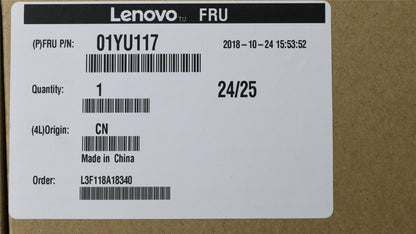 Lenovo TU FRU
(P)FRU P/N: 01YU117 2018-10-24 15:53:52
Quantity: 1 24/25
(4L)Origin: CN
Made in China
Order: L3F118A18340